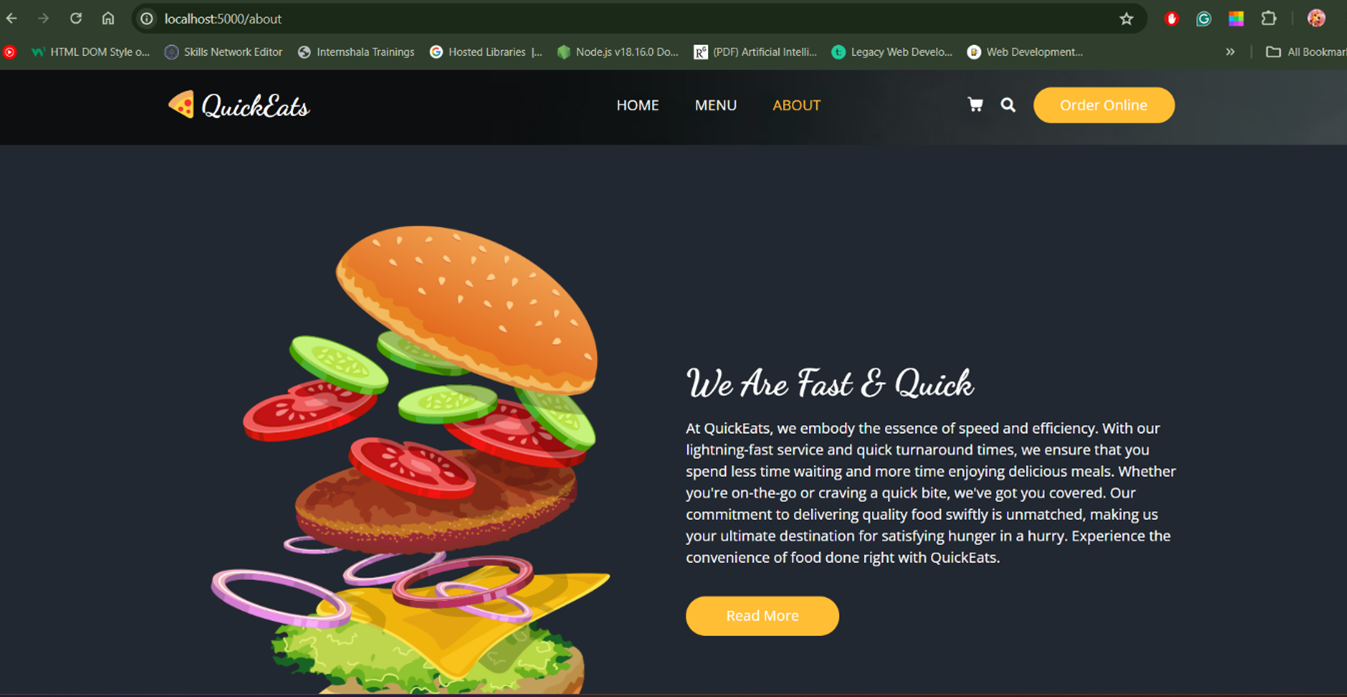 localhost:5000/about
HTML DOM Style o... Skills Network Editor Internshala Trainings Hosted Libraries |... Node.js v18.16.0 Do... (PDF) Artificial Intelli... Legacy Web Develo... Web Development... » All Bookmar
QuickEats HOME MENU ABOUT Order Online
We Are Fast & Quick
At QuickEats, we embody the essence of speed and efficiency. With our
lightning-fast service and quick turnaround times, we ensure that you
spend less time waiting and more time enjoying delicious meals. Whether
you're on-the-go or craving a quick bite, we've got you covered. Our
commitment to delivering quality food swiftly is unmatched, making us
your ultimate destination for satisfying hunger in a hurry. Experience the
convenience of food done right with QuickEats.
Read More